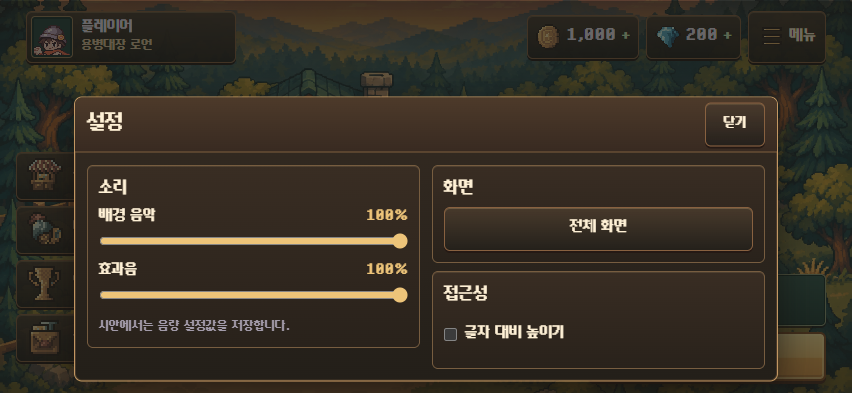 플레이어
용병대장 로언
1,000 +
200 +
메뉴
설정
닫기
소리
배경 음악 100%
효과음 100%
시안에서는 음량 설정값을 저장합니다.
화면
전체 화면
접근성
글자 대비 높이기